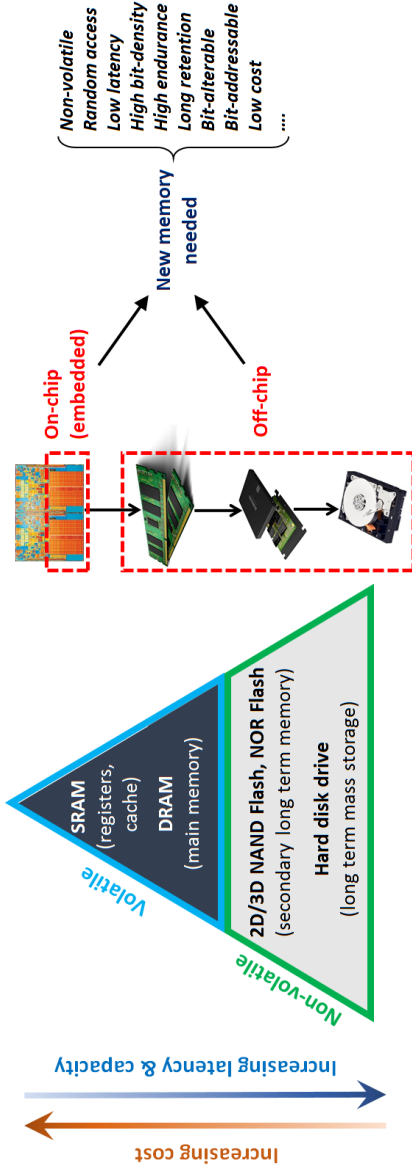 Increasing cost
Increasing latency & capacity
Volatile
Non-volatile
SRAM
(registers,
cache)
DRAM
(main memory)
2D/3D NAND Flash, NOR Flash
(secondary long term memory)
Hard disk drive
(long term mass storage)
On-chip
(embedded)
Off-chip
New memory
needed
Non-volatile
Random access
Low latency
High bit-density
High endurance
Long retention
Bit-alterable
Bit-addressable
Low cost
....